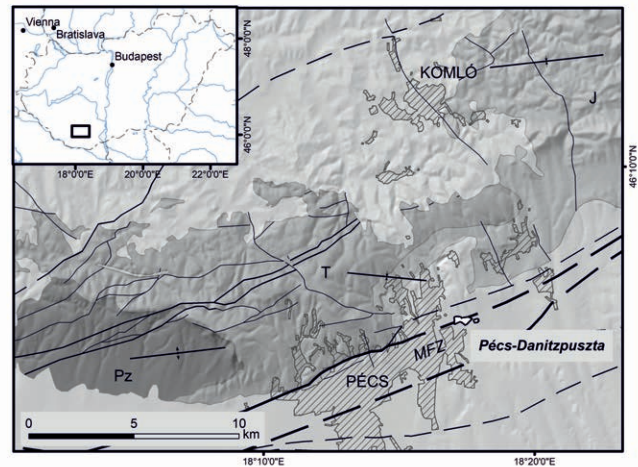 Vienna
Bratislava
Budapest
48°0'0"N
46°0'0"N
18°0'0"E 20°0'0"E 22°0'0"E
KOMLÓ
J
46°10'0"N
T
Pécs-Danitzpuszta
MFZ
PÉCS
Pz
0 5 10
km
18°10'0"E 18°20'0"E